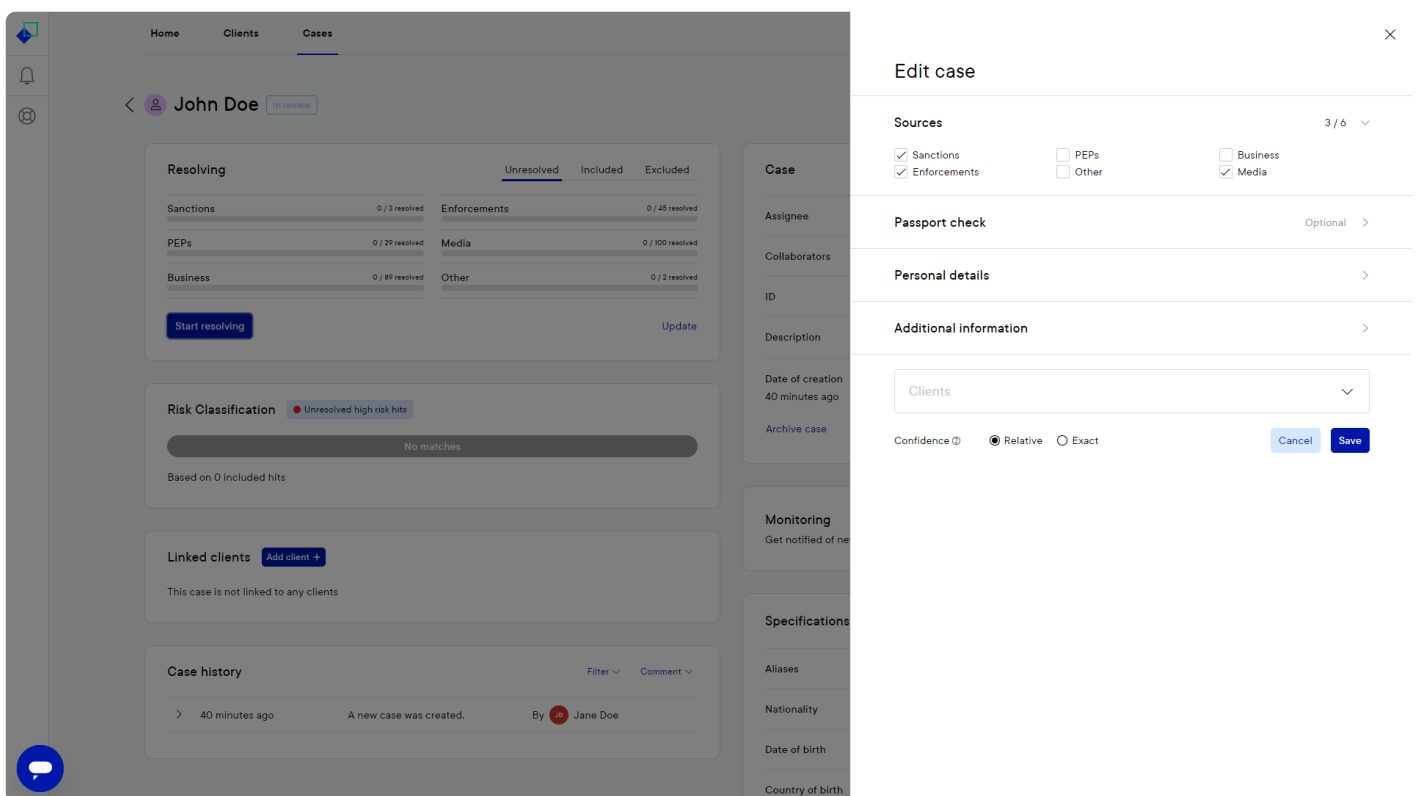 Home Clients Cases
John Doe In review
Resolving Unresolved Included Excluded
Sanctions 0 / 3 resolved Enforcements 0 / 45 resolved
PEPs 0 / 29 resolved Media 0 / 100 resolved
Business 0 / 89 resolved Other 0 / 2 resolved
Start resolving Update
Risk Classification Unresolved high risk hits
No matches
Based on 0 included hits
Linked clients Add client +
This case is not linked to any clients
Case history Filter Comment
40 minutes ago A new case was created. By JD Jane Doe
Case
Assignee
Collaborators
ID
Description
Date of creation
40 minutes ago
Archive case
Monitoring
Get notified of ne
Specifications
Aliases
Nationality
Date of birth
Country of birth
Edit case
Sources 3 / 6
Sanctions PEPs Business
Enforcements Other Media
Passport check Optional
Personal details
Additional information
Clients
Confidence Relative Exact Cancel Save